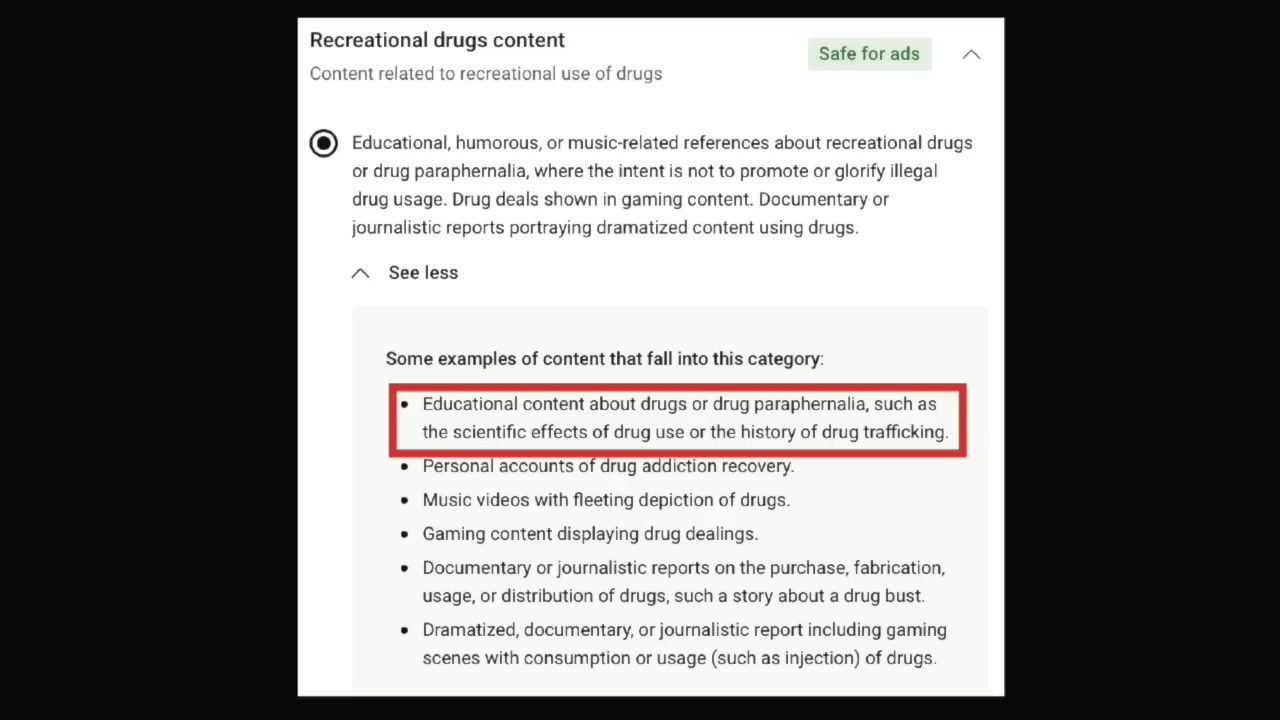 Recreational drugs content
Safe for ads
Content related to recreational use of drugs
Educational, humorous, or music-related references about recreational drugs
or drug paraphernalia, where the intent is not to promote or glorify illegal
drug usage. Drug deals shown in gaming content. Documentary or
journalistic reports portraying dramatized content using drugs.
See less
Some examples of content that fall into this category:
• Educational content about drugs or drug paraphernalia, such as
the scientific effects of drug use or the history of drug trafficking.
• Personal accounts of drug addiction recovery.
• Music videos with fleeting depiction of drugs.
• Gaming content displaying drug dealings.
• Documentary or journalistic reports on the purchase, fabrication,
usage, or distribution of drugs, such a story about a drug bust.
• Dramatized, documentary, or journalistic report including gaming
scenes with consumption or usage (such as injection) of drugs.